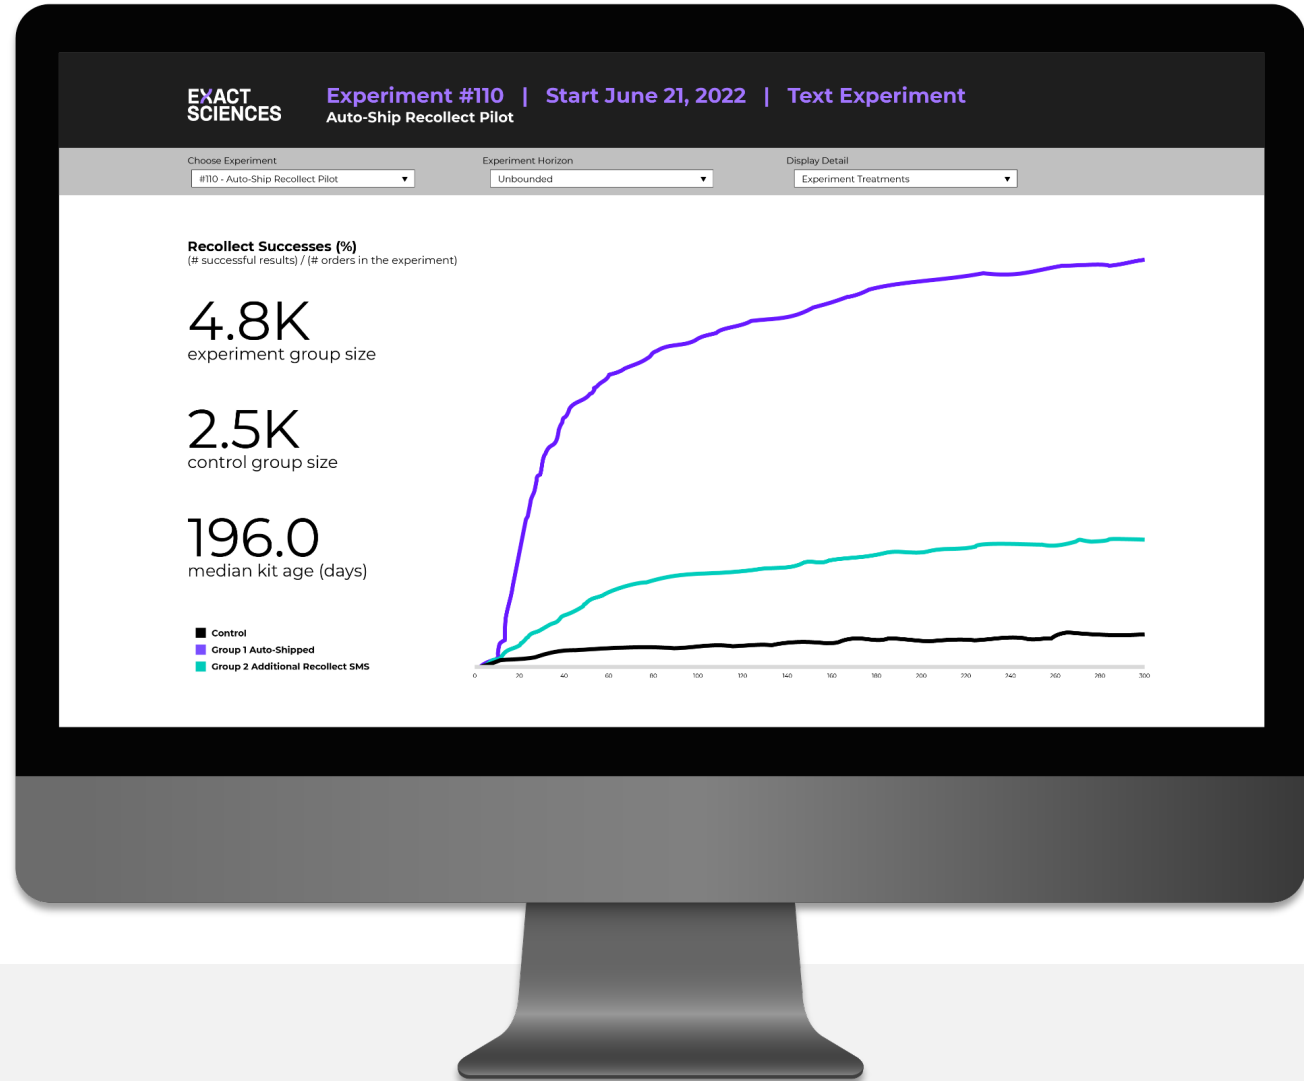 EXACT
SCIENCES
Experiment #110 | Start June 21, 2022 | Text Experiment
Auto-Ship Recollect Pilot
Choose Experiment
#110 - Auto-Ship Recollect Pilot ▼
Experiment Horizon
Unbounded ▼
Display Detail
Experiment Treatments ▼
Recollect Successes (%)
(# successful results) / (# orders in the experiment)
4.8K
experiment group size
2.5K
control group size
196.0
median kit age (days)
Control
Group 1 Auto-Shipped
Group 2 Additional Recollect SMS
0 20 40 60 80 100 120 140 160 180 200 220 240 260 280 300